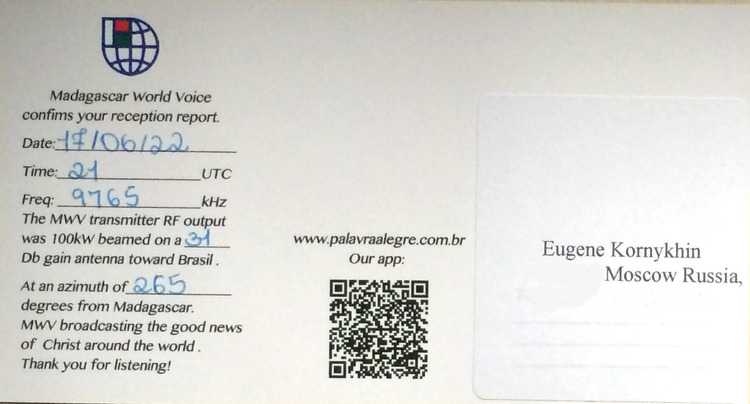 Madagascar World Voice
confims your reception report.
Date: 17/06/22
Time: 21 UTC
Freq: 9765 kHz
The MWV transmitter RF output
was 100kW beamed on a 31
Db gain antenna toward Brasil .
At an azimuth of 265
degrees from Madagascar.
MWV broadcasting the good news
of Christ around the world .
Thank you for listening!
www.palavraalegre.com.br
Our app:
Eugene Kornykhin
Moscow Russia,